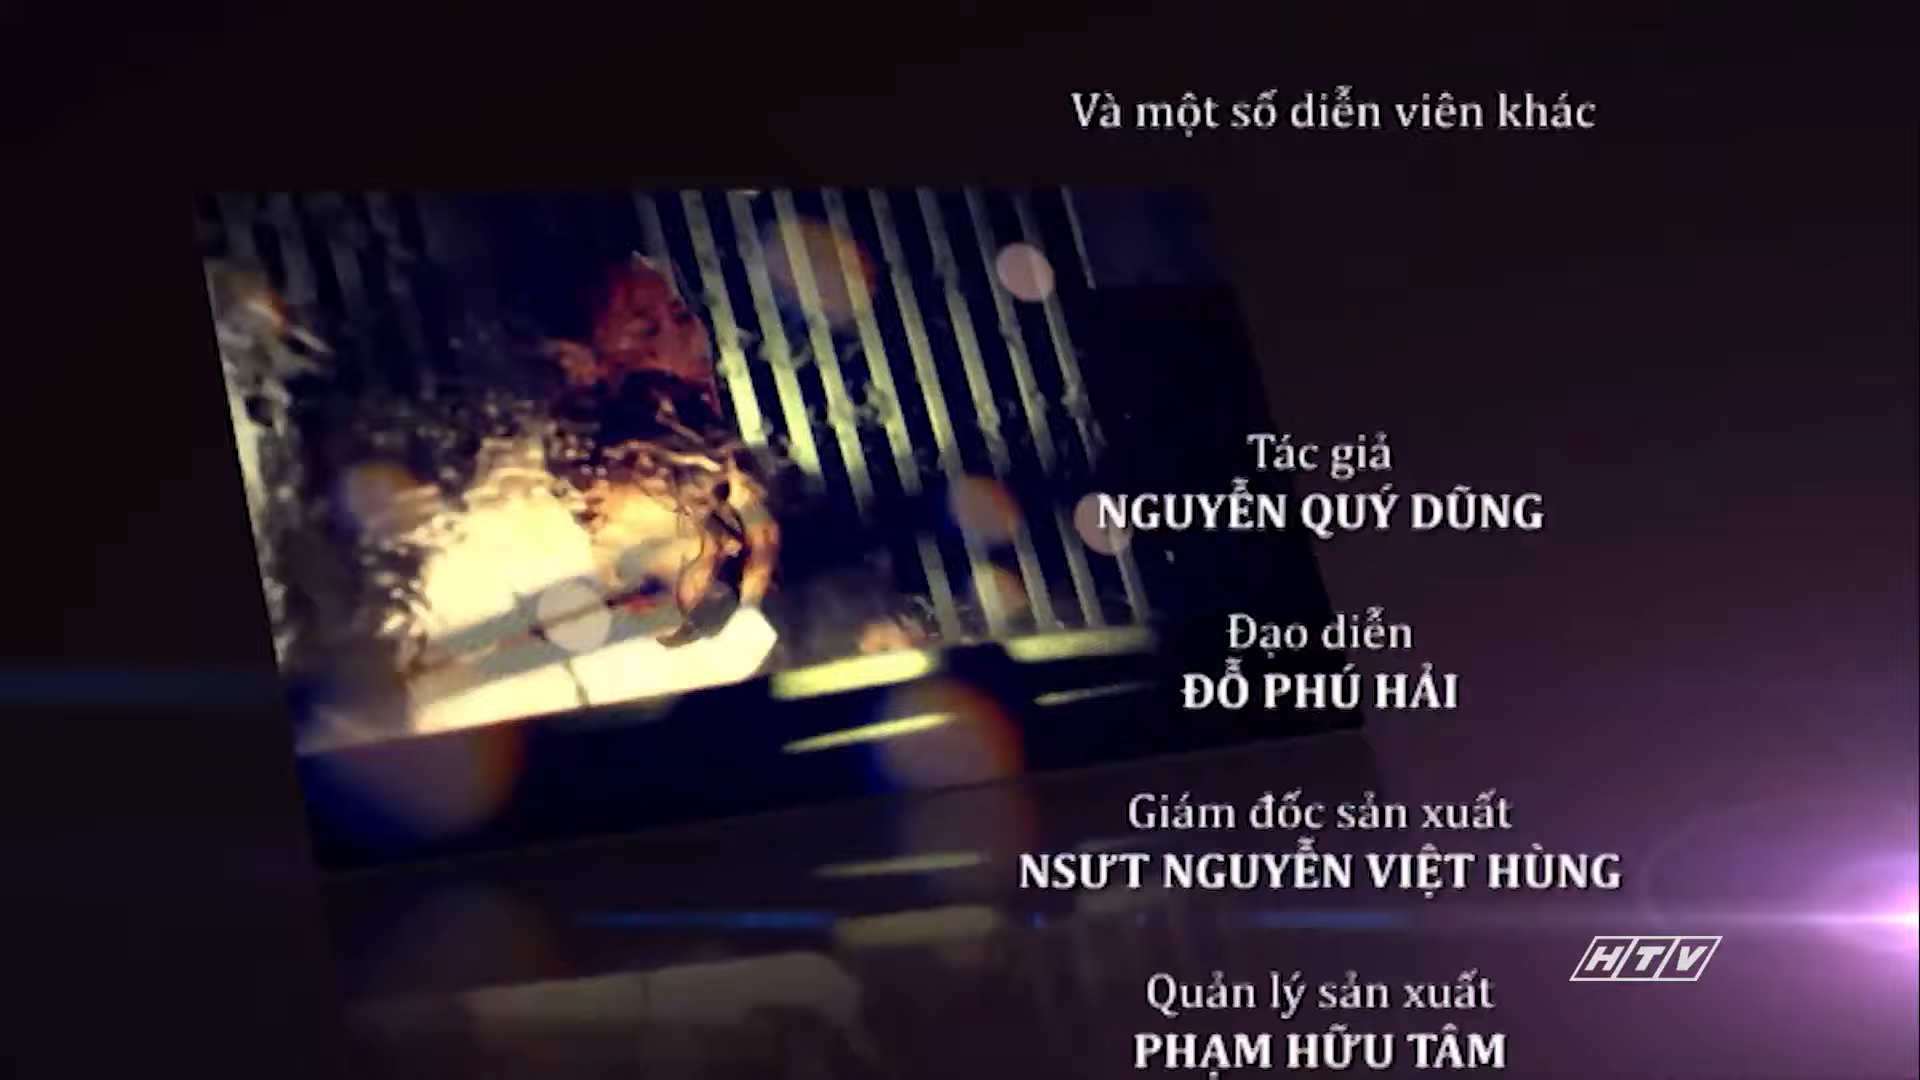 Và một số diễn viên khác
Tác giả
NGUYỄN QUÝ DŨNG
Đạo diễn
ĐỖ PHÚ HẢI
Giám đốc sản xuất
NSƯT NGUYỄN VIỆT HÙNG
HTV
Quản lý sản xuất
PHẠM HỮU TÂM